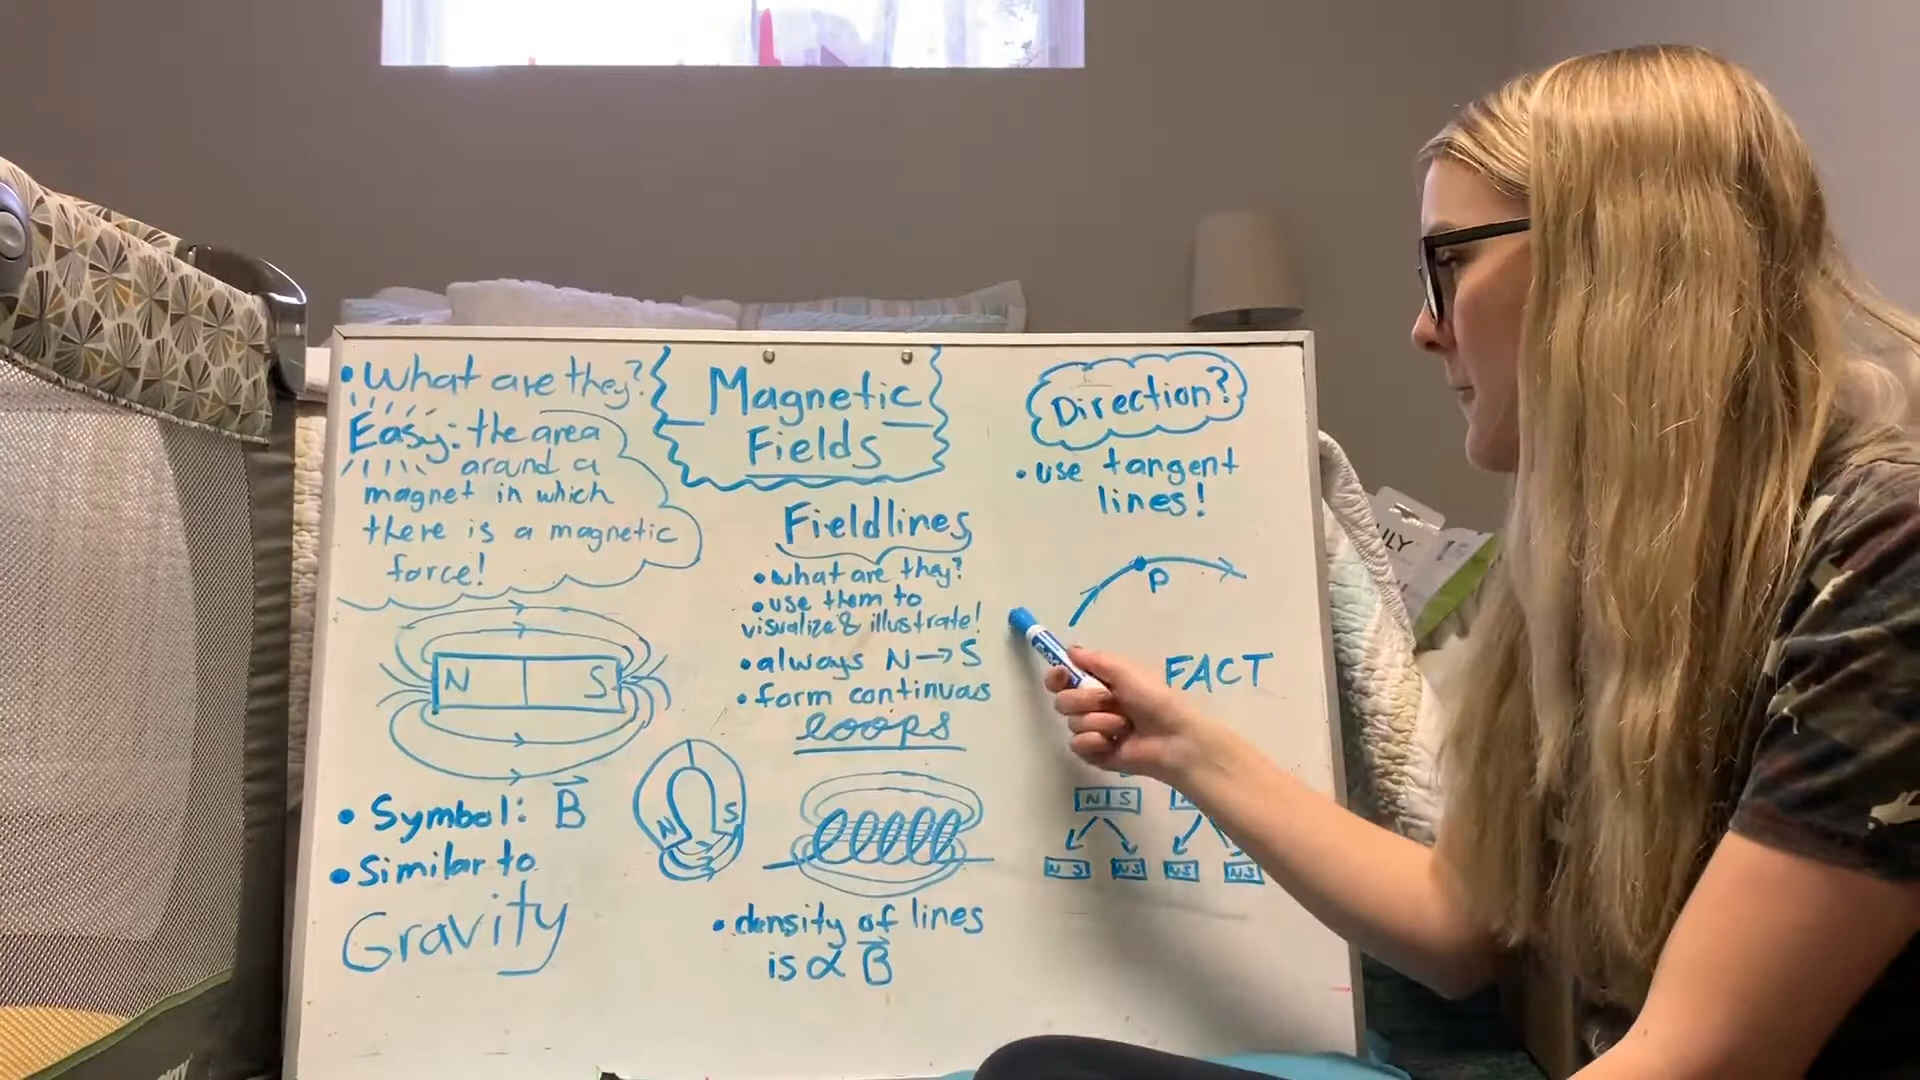 •What are they?
Easy: the area
around a
magnet in which
there is a magnetic
force!
N S
• Symbol: B⃗
• Similar to
Gravity
Magnetic
Fields
Fieldlines
•What are they?
•use them to
visualize & illustrate!
•always N→S
•form continuos
loops
N S
•density of lines
is ∝ B⃗
Direction?
•use tangent
lines!
P
FACT
N S
N S N S N S N S
ILY